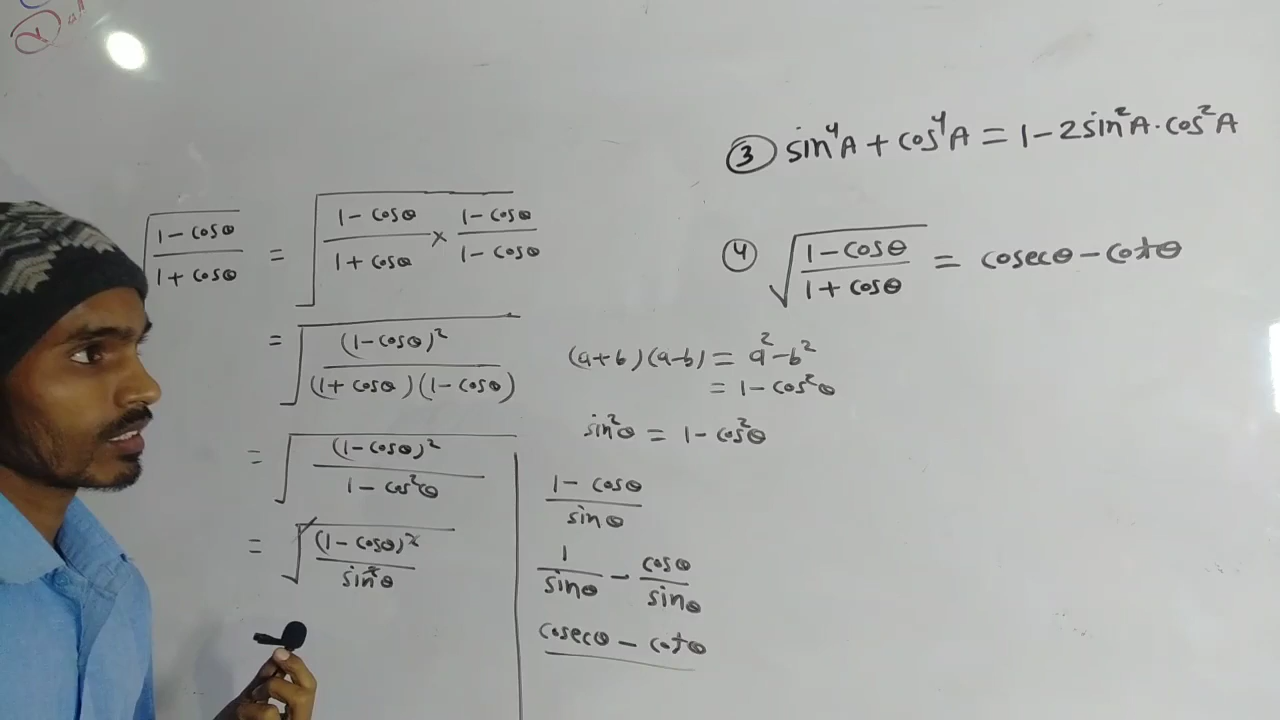 ③ sin⁴A + cos⁴A = 1 - 2sin²A · cos²A
④ √((1 - cosθ)/(1 + cosθ)) = cosecθ - cotθ
√((1 - cosθ)/(1 + cosθ)) = √((1 - cosθ)/(1 + cosθ) × (1 - cosθ)/(1 - cosθ))
= √((1 - cosθ)²/((1 + cosθ)(1 - cosθ)))
= √((1 - cosθ)²/(1 - cos²θ))
= √((1 - cosθ)²/sin²θ)
(a+b)(a-b) = a² - b²
= 1 - cos²θ
sin²θ = 1 - cos²θ
(1 - cosθ)/sinθ
1/sinθ - cosθ/sinθ
cosecθ - cotθ